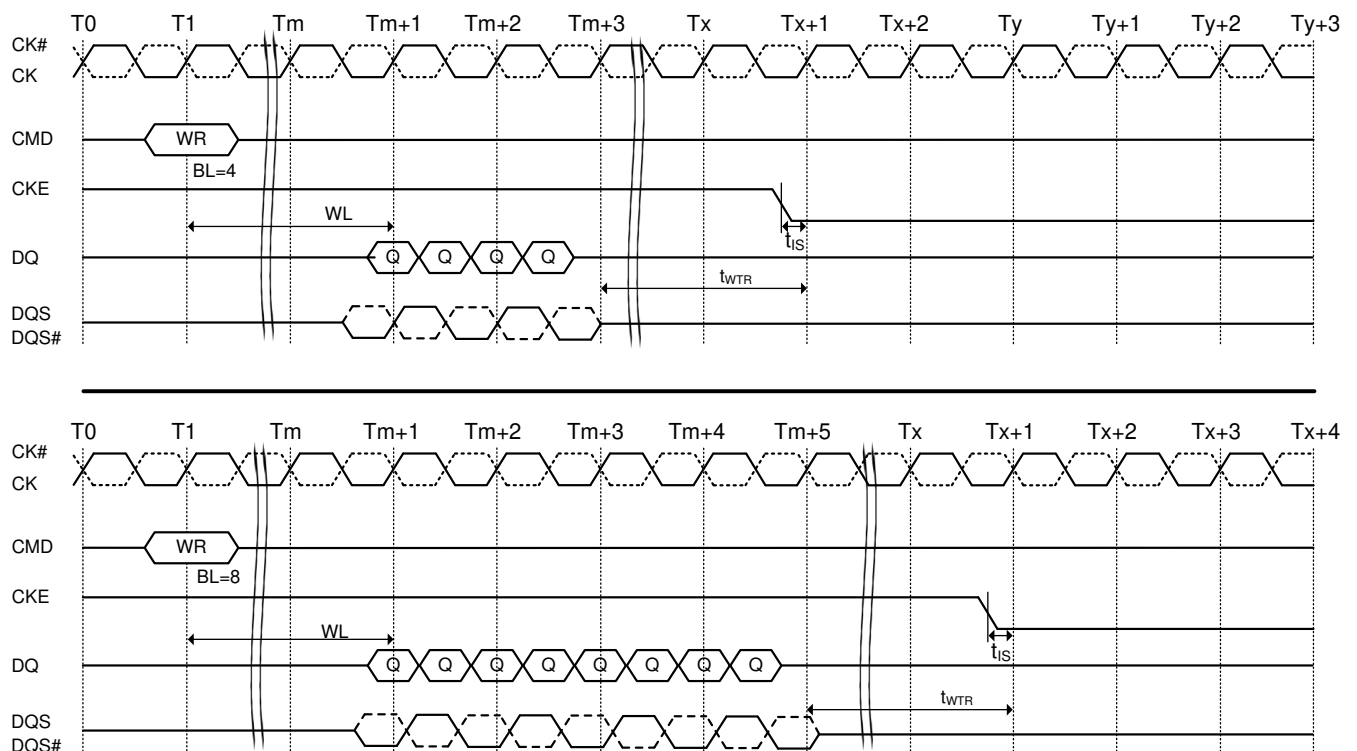 T0 T1 Tm Tm+1 Tm+2 Tm+3 Tx Tx+1 Tx+2 Ty Ty+1 Ty+2 Ty+3
CK#
CK
CMD WR
BL=4
CKE
WL
tIS
DQ Q Q Q Q
tWTR
DQS
DQS#
T0 T1 Tm Tm+1 Tm+2 Tm+3 Tm+4 Tm+5 Tx Tx+1 Tx+2 Tx+3 Tx+4
CK#
CK
CMD WR
BL=8
CKE
WL
tIS
DQ Q Q Q Q Q Q Q Q
tWTR
DQS
DQS#